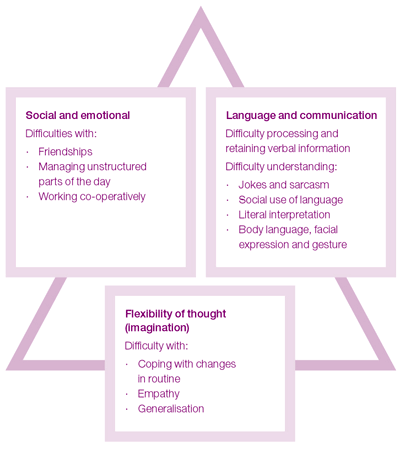 Social and emotional
Difficulties with:
· Friendships
· Managing unstructured
parts of the day
· Working co-operatively
Language and communication
Difficulty processing and
retaining verbal information
Difficulty understanding:
· Jokes and sarcasm
· Social use of language
· Literal interpretation
· Body language, facial
expression and gesture
Flexibility of thought
(imagination)
Difficulty with:
· Coping with changes
in routine
· Empathy
· Generalisation